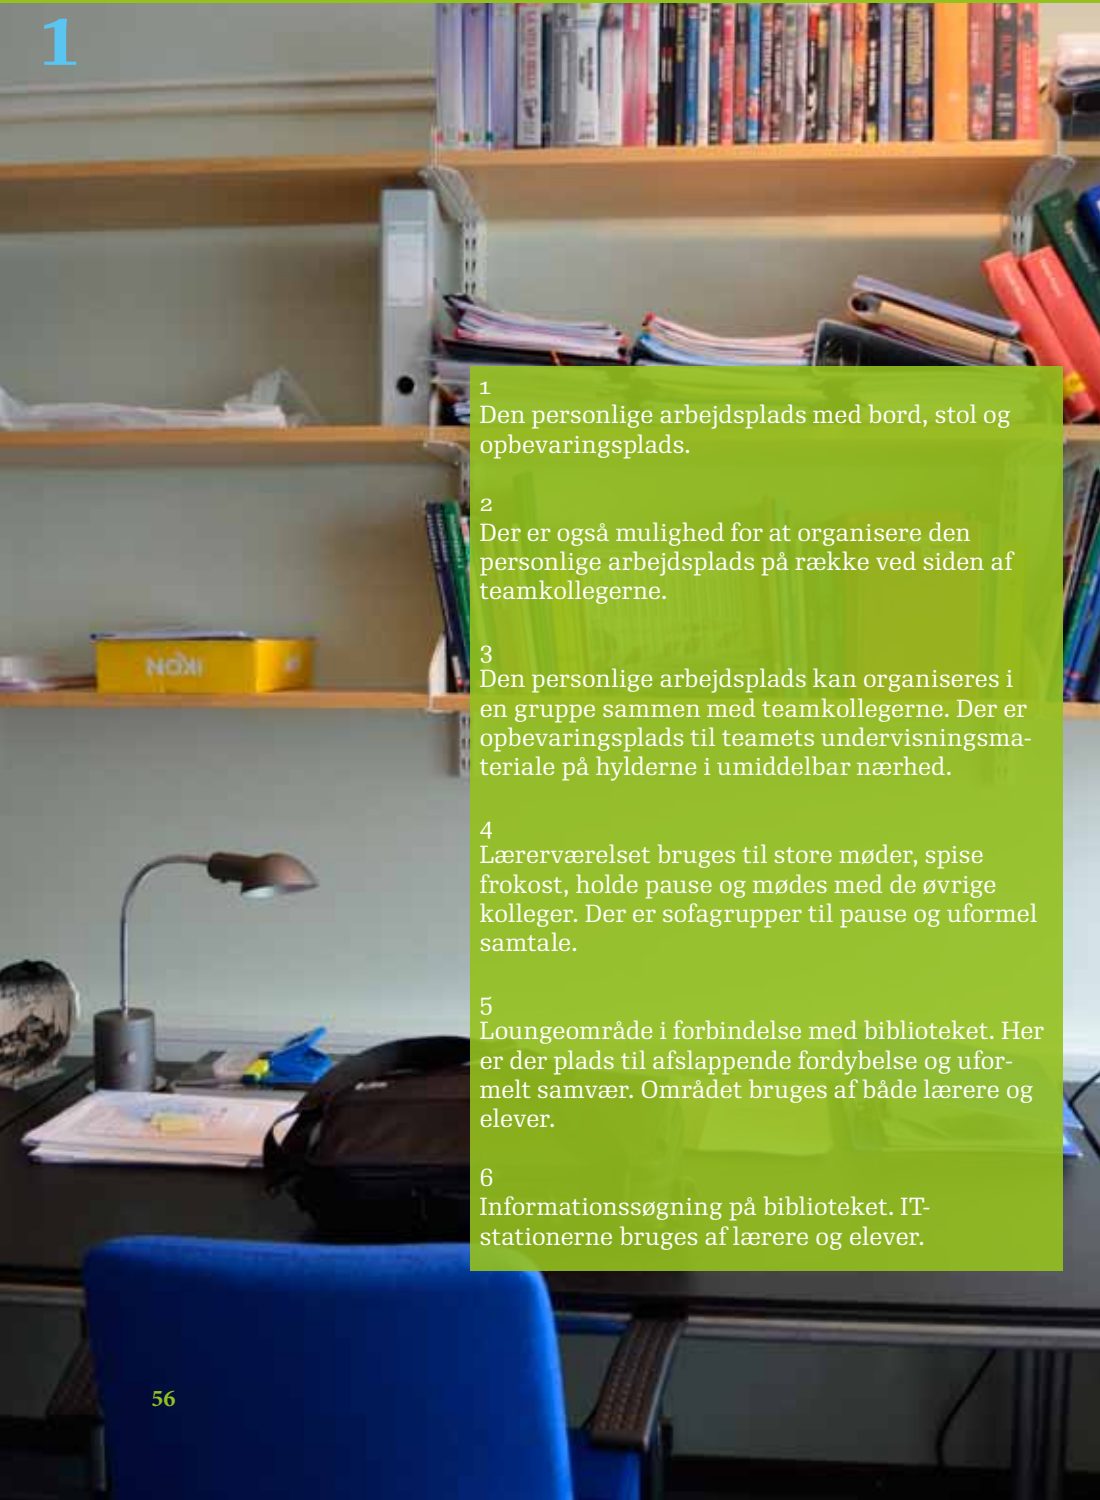 1
1
Den personlige arbejdsplads med bord, stol og
opbevaringsplads.
2
Der er også mulighed for at organisere den
personlige arbejdsplads på række ved siden af
teamkollegerne.
3
Den personlige arbejdsplads kan organiseres i
en gruppe sammen med teamkollegerne. Der er
opbevaringsplads til teamets undervisningsma-
teriale på hylderne i umiddelbar nærhed.
4
Lærerværelset bruges til store møder, spise
frokost, holde pause og mødes med de øvrige
kolleger. Der er sofagrupper til pause og uformel
samtale.
5
Loungeområde i forbindelse med biblioteket. Her
er der plads til afslappende fordybelse og ufor-
melt samvær. Området bruges af både lærere og
elever.
6
Informationssøgning på biblioteket. IT-
stationerne bruges af lærere og elever.
56